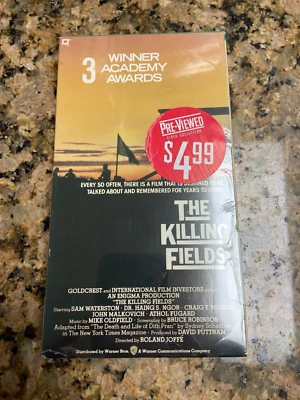 3 WINNER
ACADEMY
AWARDS
PRE-VIEWED
VIDEO COLLECTION
$4.99
EVERY SO OFTEN, THERE IS A FILM THAT IS DESTINED TO BE
TALKED ABOUT AND REMEMBERED FOR YEARS TO COME
THE
KILLING
FIELDS
GOLDCREST and INTERNATIONAL FILM INVESTORS
AN ENIGMA PRODUCTION
"THE KILLING FIELDS"
Starring SAM WATERSTON · DR. HAING S. NGOR · CRAIG T. NELSON
JOHN MALKOVICH · ATHOL FUGARD
Music by MIKE OLDFIELD · Screenplay by BRUCE ROBINSON
Adapted from "The Death and Life of Dith Pran" by Sydney Schanberg
in The New York Times Magazine · Produced by DAVID PUTTNAM
Directed by ROLAND JOFFE
Distributed by Warner Bros. A Warner Communications Company